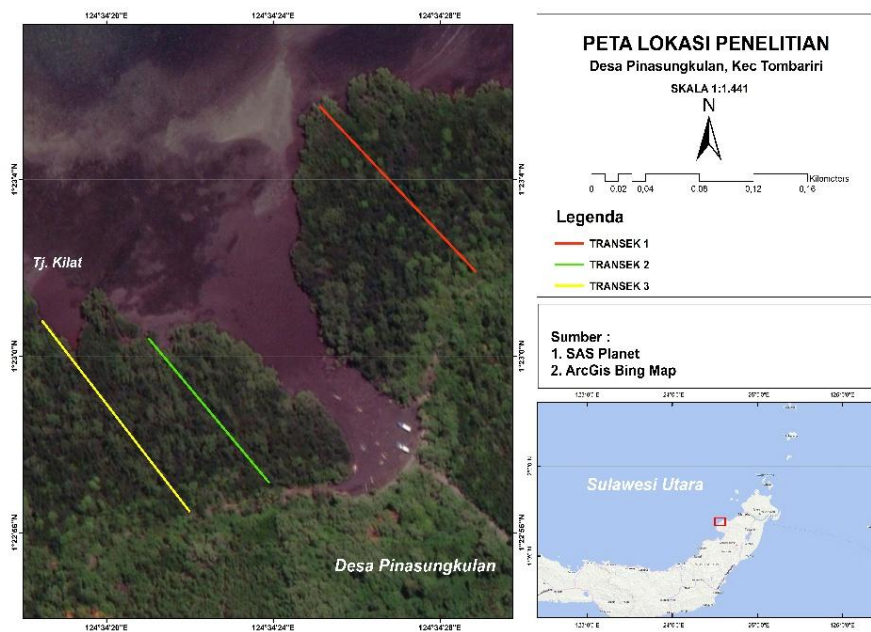 124°34'20"E
124°34'24"E
124°34'28"E
1°23'4"N
1°23'0"N
1°22'56"N
Tj. Kilat
Desa Pinasungkulan
1°23'4"N
1°23'0"N
1°22'56"N
124°34'20"E
124°34'24"E
124°34'28"E
PETA LOKASI PENELITIAN
Desa Pinasungkulan, Kec Tombariri
SKALA 1:1.441
N
0 0.02 0,04 0.08 0,12 0,16 Kilometers
Legenda
TRANSEK 1
TRANSEK 2
TRANSEK 3
Sumber :
1. SAS Planet
2. ArcGis Bing Map
Sulawesi Utara